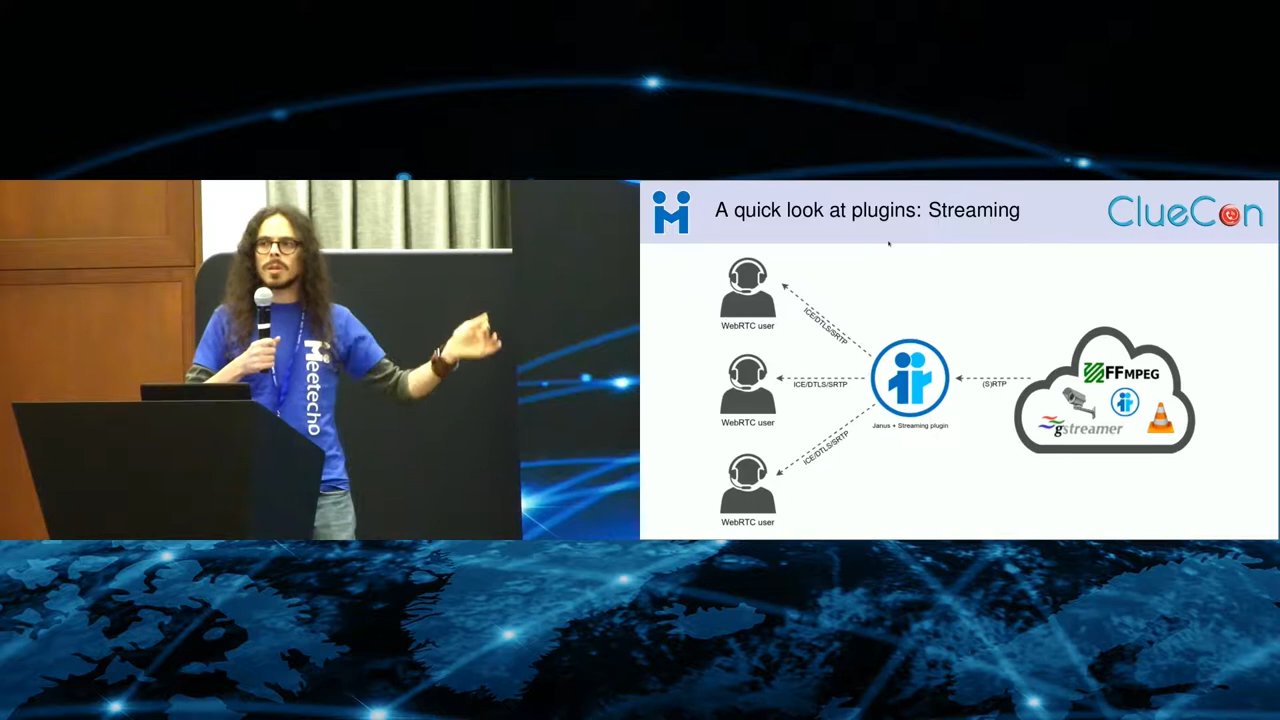 A quick look at plugins: Streaming
ClueCon
WebRTC user
ICE/DTLS/SRTP
WebRTC user
ICE/DTLS/SRTP
Janus + Streaming plugin
(S)RTP
FFMPEG
gstreamer
ICE/DTLS/SRTP
WebRTC user
Meetecho